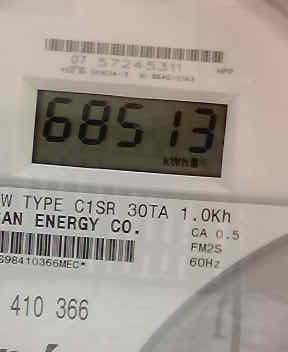 07 57245311
68513
kWh
W TYPE C1SR 30TA 1.0Kh
AN ENERGY CO.
CA 0.5
FM2S
S98410366MEC*
60Hz
410 366